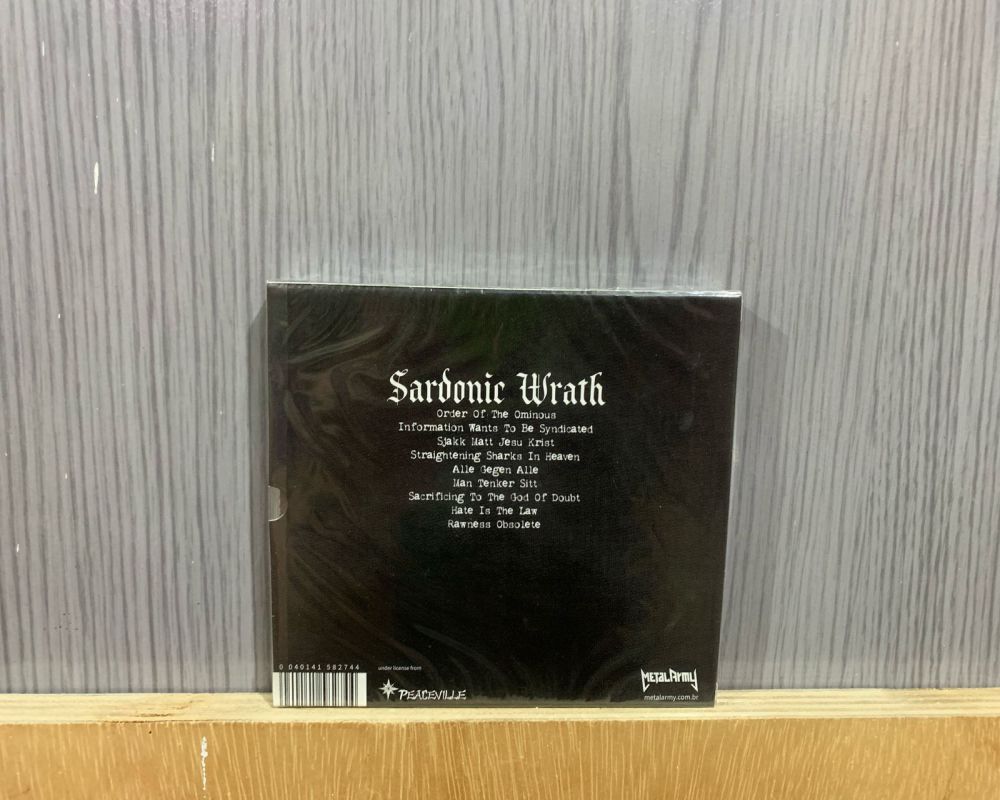 Sardonic Wrath
Order Of The Ominous
Information Wants To Be Syndicated
Sjakk Matt Jesu Krist
Straightening Sharks In Heaven
Alle Gegen Alle
Man Tenker Sitt
Sacrificing To The God Of Doubt
Hate Is The Law
Rawness Obsolete
0 040141 582744
under license from
PEACEVILLE
METALARMY
metalarmy.com.br